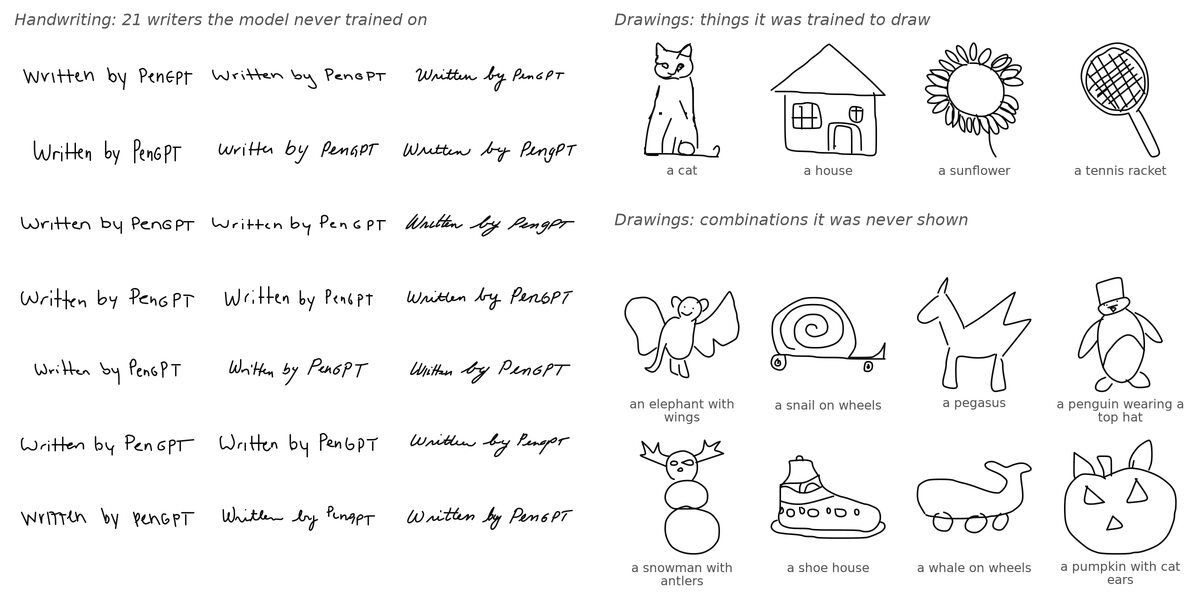 Handwriting: 21 writers the model never trained on
Written by PenGPT Written by PenGPT Written by PenGPT
Written by PenGPT Written by PenGPT Written by PengPT
Written by PenGPT Written by PenGPT Written by PengPT
Written by PenGPT Written by PenGPT Written by PenGPT
Written by PenGPT Written by PenGPT Written by PenGPT
Written by PenGPT Written by PenGPT Written by Pengpt
Written by penGPT Written by PengPT Written by PenGPT
Drawings: things it was trained to draw
a cat a house a sunflower a tennis racket
Drawings: combinations it was never shown
an elephant with wings a snail on wheels a pegasus a penguin wearing a top hat
a snowman with antlers a shoe house a whale on wheels a pumpkin with cat ears